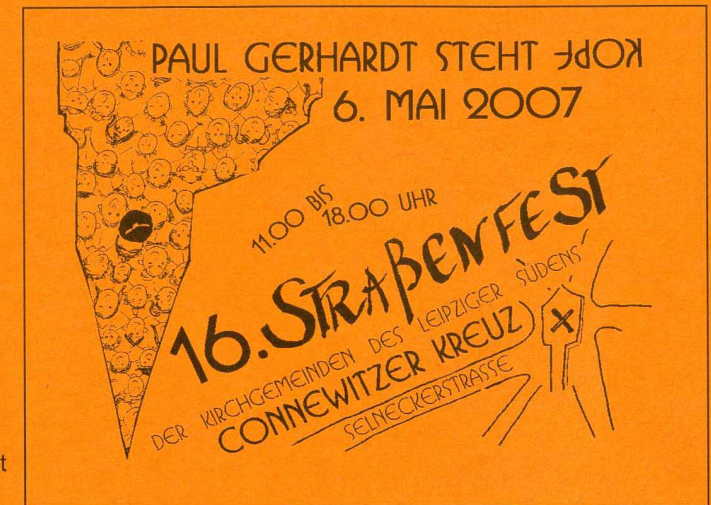 PAUL GERHARDT STEHT KOPF
6. MAI 2007
11.00 BIS 18.00 UHR
16. STRAßENFEST
DER KIRCHGEMEINDEN DES LEIPZIGER SÜDENS
CONNEWITZER KREUZ
SELNECKERSTRASSE
t